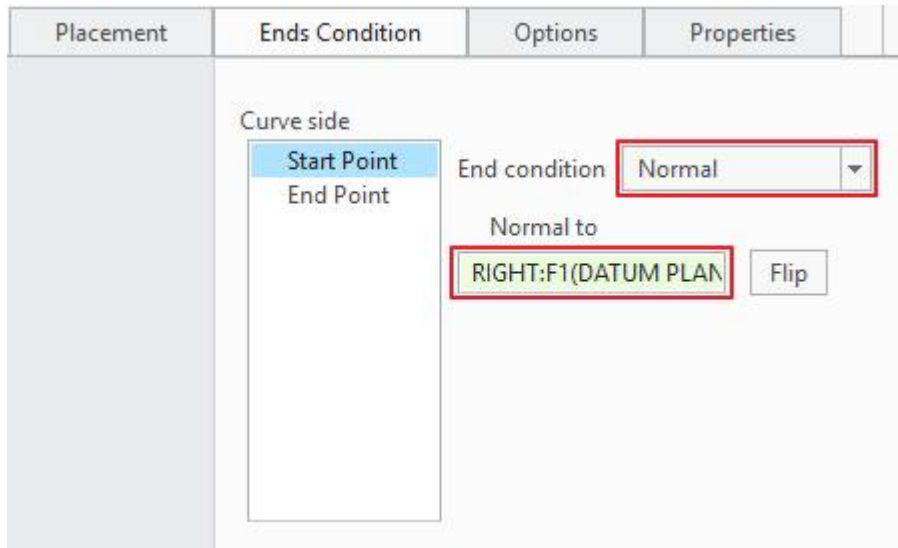 Placement Ends Condition Options Properties
Curve side
Start Point
End Point
End condition Normal
Normal to
RIGHT:F1(DATUM PLAN Flip